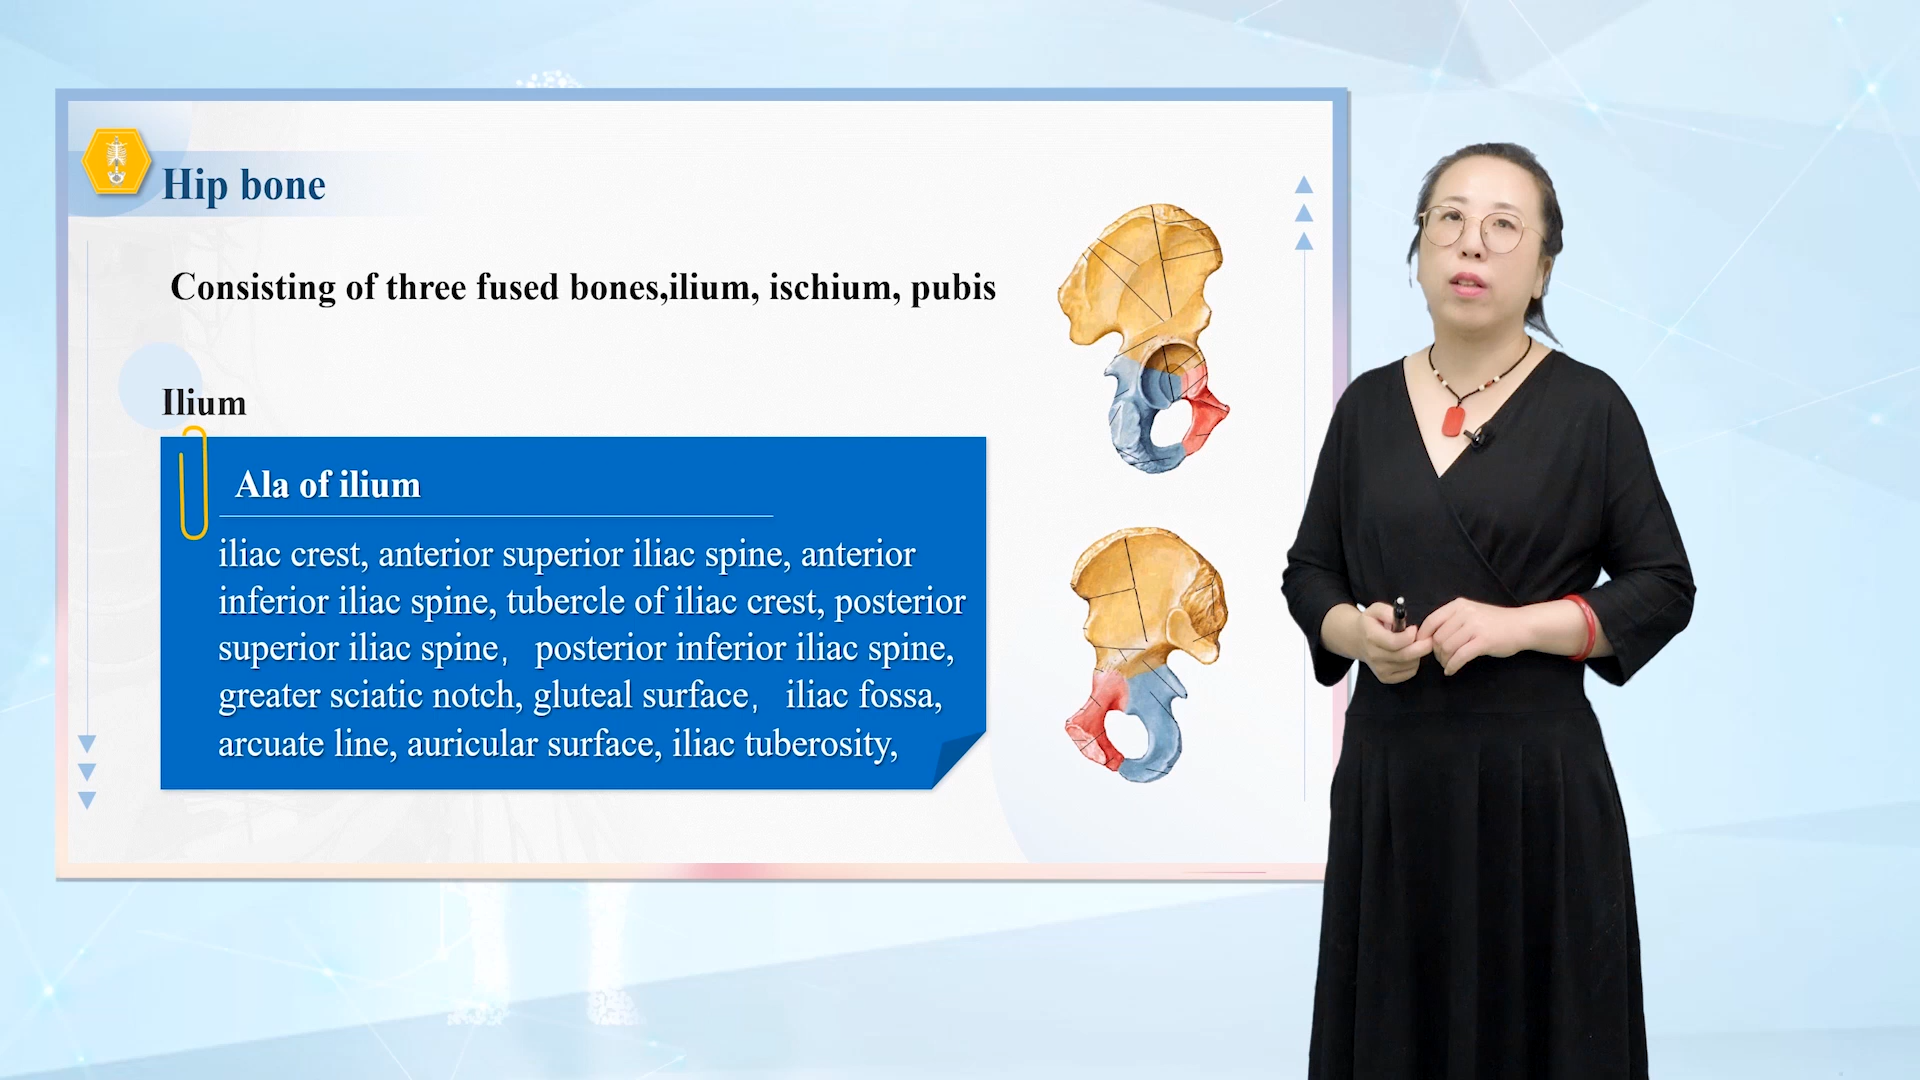 Hip bone
Consisting of three fused bones,ilium, ischium, pubis
Ilium
Ala of ilium
iliac crest, anterior superior iliac spine, anterior
inferior iliac spine, tubercle of iliac crest, posterior
superior iliac spine， posterior inferior iliac spine,
greater sciatic notch, gluteal surface， iliac fossa,
arcuate line, auricular surface, iliac tuberosity,